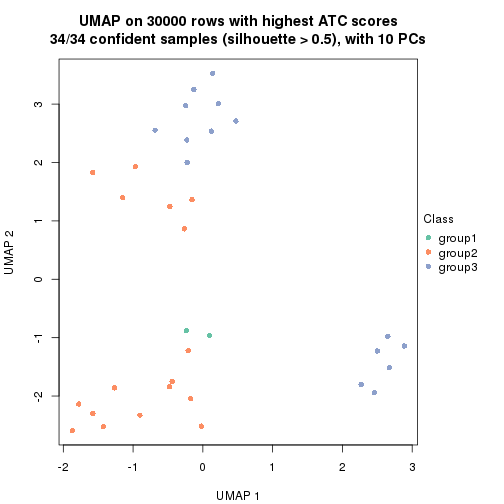 UMAP on 30000 rows with highest ATC scores
34/34 confident samples (silhouette > 0.5), with 10 PCs
UMAP 2
3
2
1
0
-1
-2
-2
-1
0
1
2
3
UMAP 1
Class
group1
group2
group3